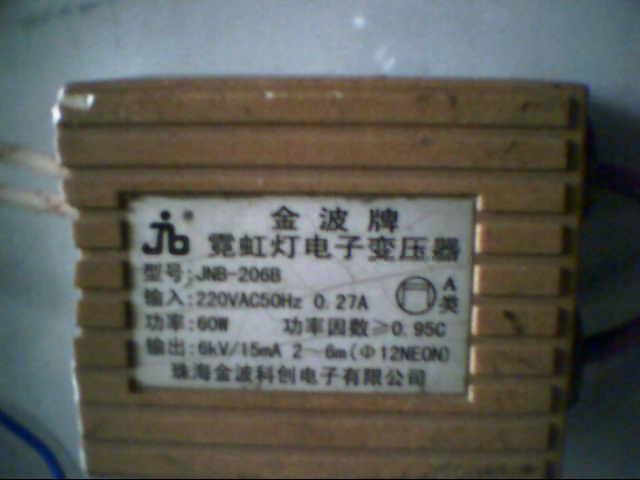 金波牌
JNB ® 霓虹灯电子变压器
型号:JNB-206B
输入:220VAC50Hz 0.27A
A类
功率:60W 功率因数≥0.95C
输出:6kV/15mA 2-6m(Φ12NEON)
珠海金波科创电子有限公司